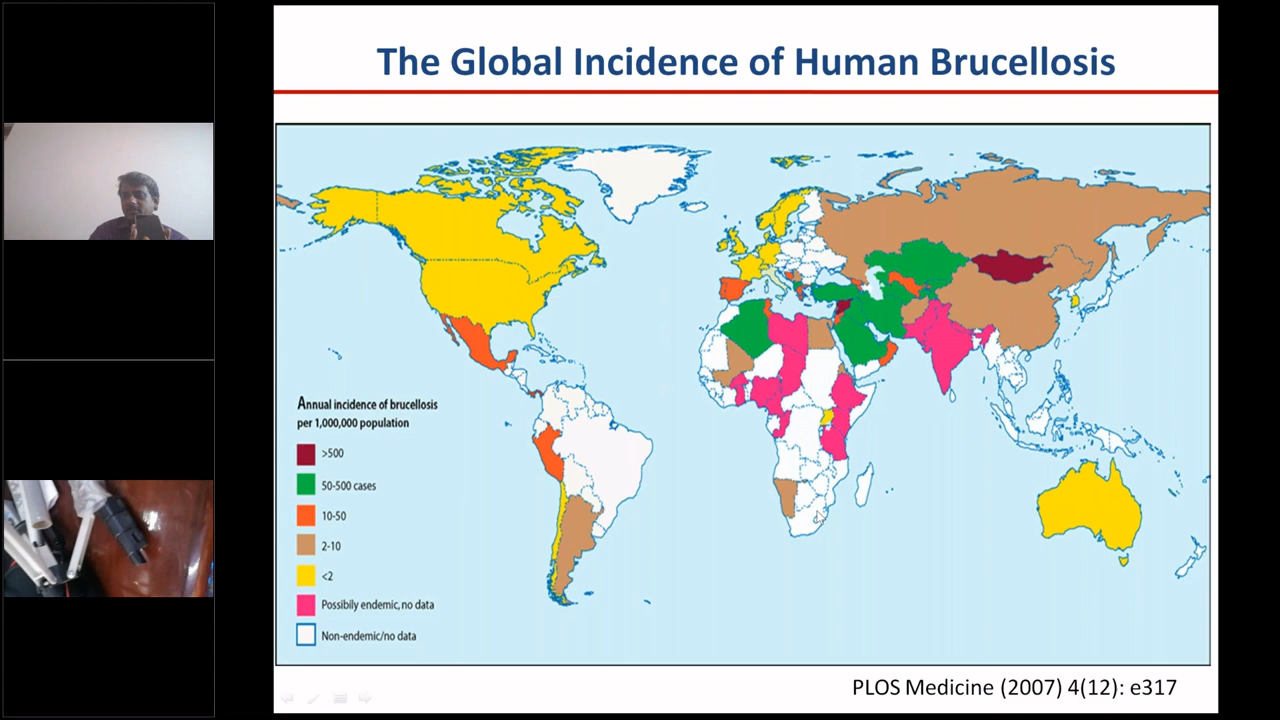 The Global Incidence of Human Brucellosis
Annual incidence of brucellosis
per 1,000,000 population
>500
50-500 cases
10-50
2-10
<2
Possibily endemic, no data
Non-endemic/no data
PLOS Medicine (2007) 4(12): e317